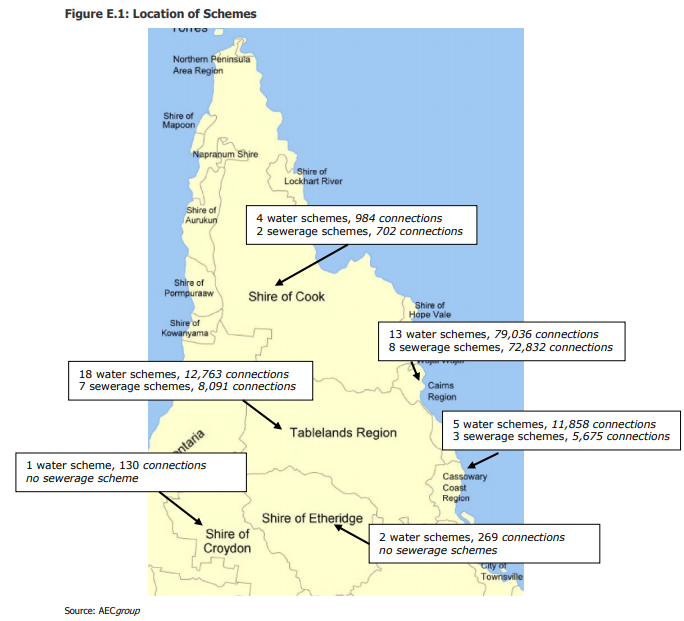 Figure E.1: Location of Schemes
Northern Peninsula
Area Region
Shire of
Mapoon
Napranum Shire
Shire of
Lockhart River
Shire of
Aurukun
4 water schemes, 984 connections
2 sewerage schemes, 702 connections
Shire of
Pormpuraaw
Shire of Cook
Shire of
Hope Vale
Shire of
Kowanyama
13 water schemes, 79,036 connections
8 sewerage schemes, 72,832 connections
18 water schemes, 12,763 connections
7 sewerage schemes, 8,091 connections
Cairns
Region
5 water schemes, 11,858 connections
3 sewerage schemes, 5,675 connections
Tablelands Region
1 water scheme, 130 connections
no sewerage scheme
Cassowary
Coast
Region
Shire of Etheridge
Shire of
Croydon
2 water schemes, 269 connections
no sewerage schemes
City of
Townsville
Source: AECgroup